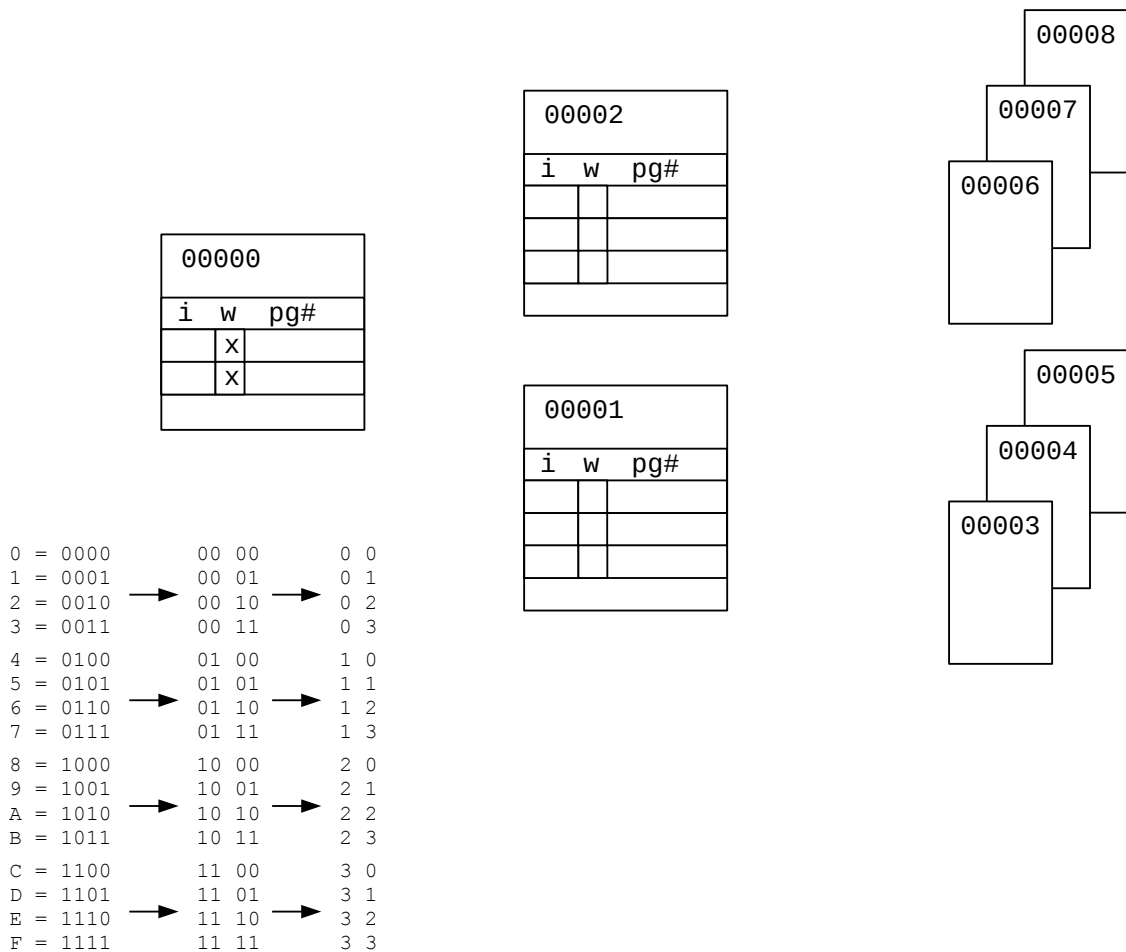 00008
00007
00006
00002
i w pg#
00000
i w pg#
x
x
00005
00004
00003
00001
i w pg#
0 = 0000 00 00 0 0
1 = 0001 00 01 0 1
2 = 0010 00 10 0 2
3 = 0011 00 11 0 3
4 = 0100 01 00 1 0
5 = 0101 01 01 1 1
6 = 0110 01 10 1 2
7 = 0111 01 11 1 3
8 = 1000 10 00 2 0
9 = 1001 10 01 2 1
A = 1010 10 10 2 2
B = 1011 10 11 2 3
C = 1100 11 00 3 0
D = 1101 11 01 3 1
E = 1110 11 10 3 2
F = 1111 11 11 3 3